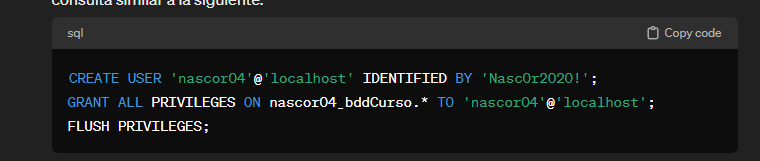 consulta similar a la siguiente:
sql
Copy code
CREATE USER 'nascor04'@'localhost' IDENTIFIED BY 'Nasc0r2020!';
GRANT ALL PRIVILEGES ON nascor04_bddCurso.* TO 'nascor04'@'localhost';
FLUSH PRIVILEGES;